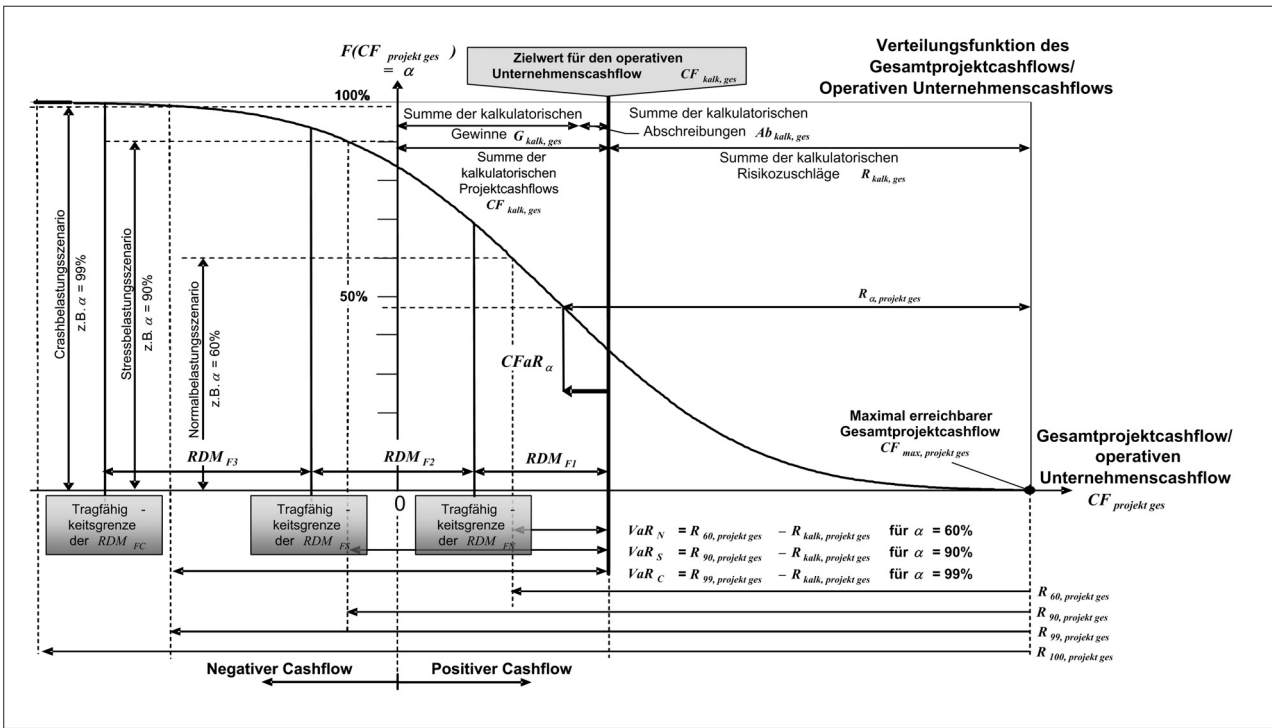 F(CF projekt ges )
= α
Zielwert für den operativen
Unternehmenscashflow CF kalk, ges
Verteilungsfunktion des
Gesamtprojektcashflows/
Operativen Unternehmenscashflows
100%
Summe der kalkulatorischen
Gewinne G kalk, ges
Summe der kalkulatorischen
Abschreibungen Ab kalk, ges
Summe der
kalkulatorischen
Projektcashflows
CF kalk, ges
Summe der kalkulatorischen
Risikozuschläge R kalk, ges
Crashbelastungsszenario
z.B. α = 99%
Stressbelastungsszenario
z.B. α = 90%
Normalbelastungsszenario
z.B. α = 60%
50%
R α, projekt ges
CFaR α
Maximal erreichbarer
Gesamtprojektcashflow
CF max, projekt ges
Gesamtprojektcashflow/
operativen
Unternehmenscashflow
CF projekt ges
RDM F3
RDM F2
RDM F1
0
Tragfähig -
keitsgrenze
der RDM FC
Tragfähig -
keitsgrenze
der RDM FS
Tragfähig -
keitsgrenze
der RDM FN
VaR N = R 60, projekt ges – R kalk, projekt ges für α = 60%
VaR S = R 90, projekt ges – R kalk, projekt ges für α = 90%
VaR C = R 99, projekt ges – R kalk, projekt ges für α = 99%
R 60, projekt ges
R 90, projekt ges
R 99, projekt ges
R 100, projekt ges
Negativer Cashflow
Positiver Cashflow